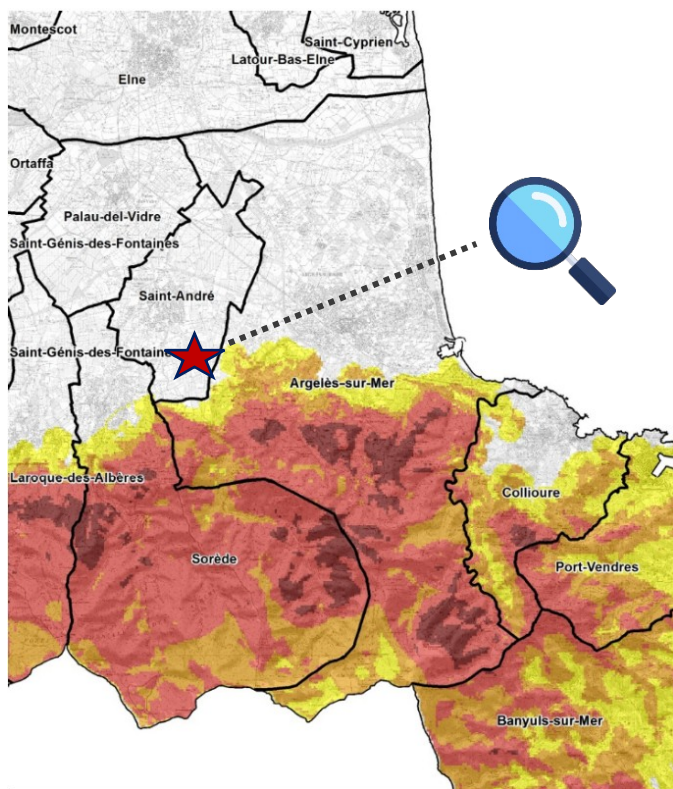 Montescot
Saint-Cyprien
Latour-Bas-Elne
Elne
Ortaffa
Palau-del-Vidre
Saint-Génis-des-Fontaines
Saint-André
Saint-Génis-des-Fontaine
Argelès-sur-Mer
Laroque-des-Albères
Collioure
Sorède
Port-Vendres
Banyuls-sur-Mer